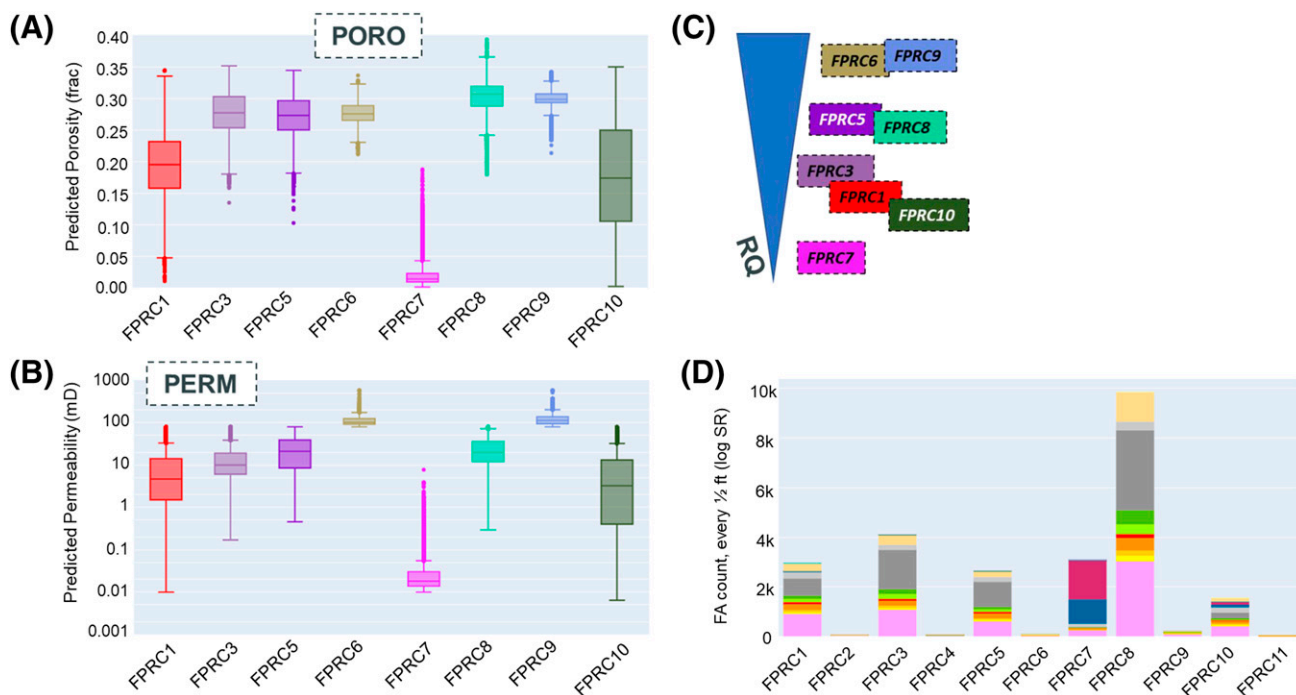 (A)
PORO
Predicted Porosity (frac)
0.40
0.35
0.30
0.25
0.20
0.15
0.10
0.05
0.00
FPRC1
FPRC3
FPRC5
FPRC6
FPRC7
FPRC8
FPRC9
FPRC10
(B)
PERM
Predicted Permeability (mD)
1000
100
10
1
0.1
0.01
0.001
FPRC1
FPRC3
FPRC5
FPRC6
FPRC7
FPRC8
FPRC9
FPRC10
(C)
FPRC6
FPRC9
FPRC5
FPRC8
FPRC3
FPRC1
FPRC10
FPRC7
RQ
(D)
FA count, every ½ ft (log SR)
10k
8k
6k
4k
2k
0
FPRC1
FPRC2
FPRC3
FPRC4
FPRC5
FPRC6
FPRC7
FPRC8
FPRC9
FPRC10
FPRC11